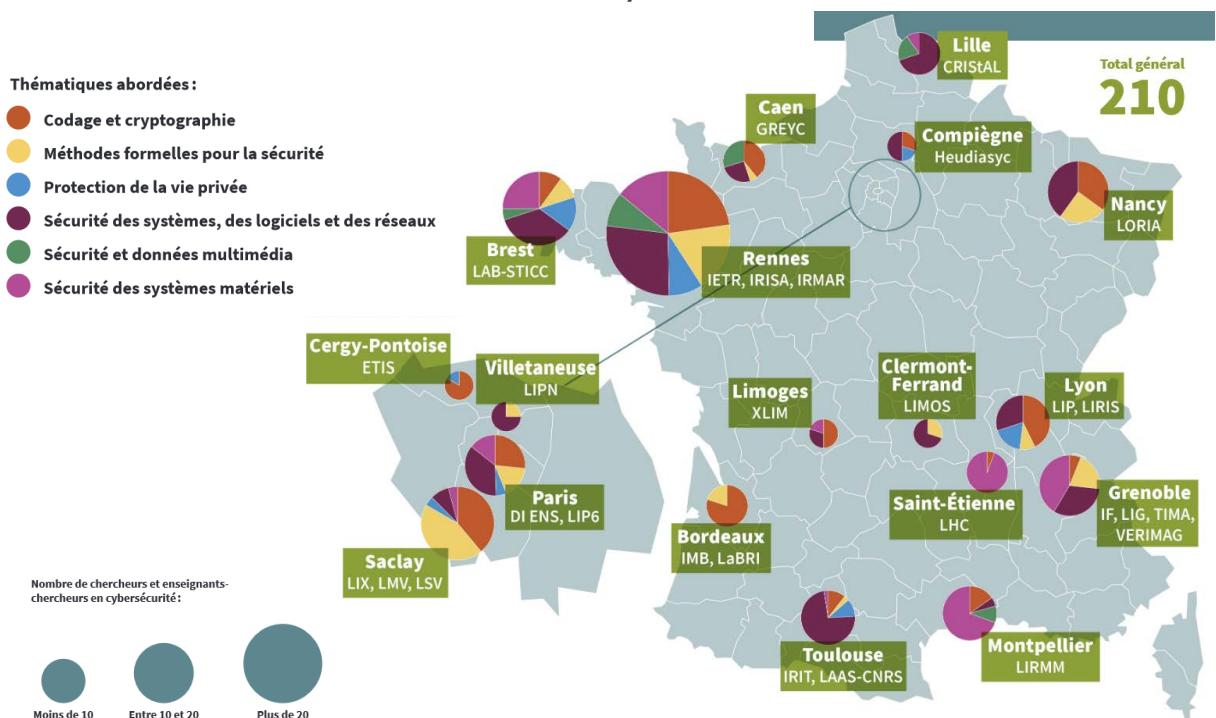 Thématiques abordées :
Codage et cryptographie
Méthodes formelles pour la sécurité
Protection de la vie privée
Sécurité des systèmes, des logiciels et des réseaux
Sécurité et données multimédia
Sécurité des systèmes matériels
Total général
210
Lille
CRIStAL
Caen
GREYC
Compiègne
Heudiasyc
Nancy
LORIA
Brest
LAB-STICC
Rennes
IETR, IRISA, IRMAR
Cergy-Pontoise
ETIS
Villetaneuse
LIPN
Paris
DI ENS, LIP6
Saclay
LIX, LMV, LSV
Limoges
XLIM
Clermont-
Ferrand
LIMOS
Lyon
LIP, LIRIS
Saint-Étienne
LHC
Grenoble
IF, LIG, TIMA,
VERIMAG
Bordeaux
IMB, LaBRI
Toulouse
IRIT, LAAS-CNRS
Montpellier
LIRMM
Nombre de chercheurs et enseignants-
chercheurs en cybersécurité :
Moins de 10
Entre 10 et 20
Plus de 20